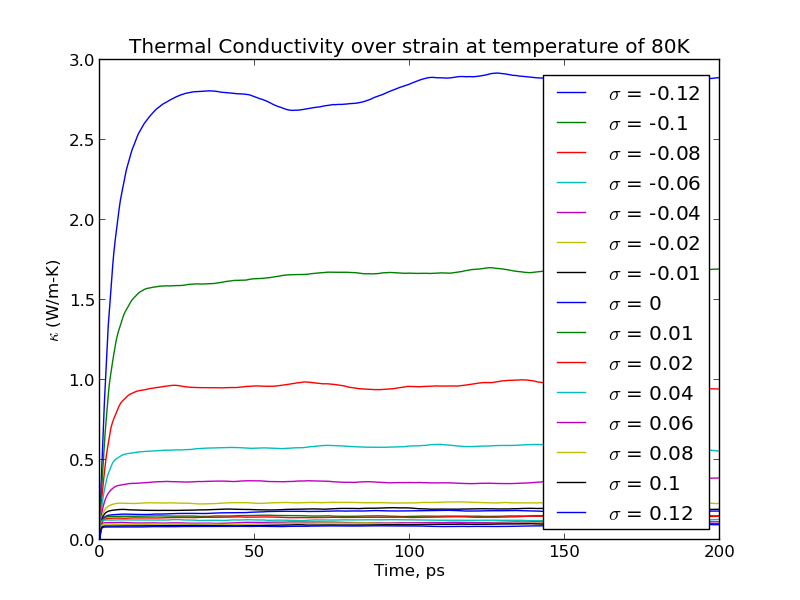 Thermal Conductivity over strain at temperature of 80K
3.0
2.5
2.0
1.5
1.0
0.5
0.0
κ (W/m-K)
0 50 100 150 200
Time, ps
σ = -0.12
σ = -0.1
σ = -0.08
σ = -0.06
σ = -0.04
σ = -0.02
σ = -0.01
σ = 0
σ = 0.01
σ = 0.02
σ = 0.04
σ = 0.06
σ = 0.08
σ = 0.1
σ = 0.12